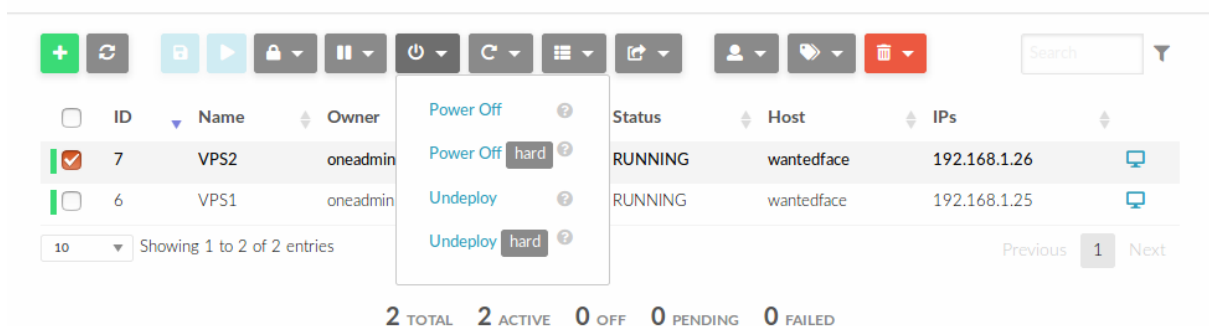 Search
ID Name Owner Status Host IPs
Power Off
7 VPS2 oneadmin RUNNING wantedface 192.168.1.26
Power Off hard
6 VPS1 oneadmin RUNNING wantedface 192.168.1.25
Undeploy
Undeploy hard
10 Showing 1 to 2 of 2 entries Previous 1 Next
2 TOTAL 2 ACTIVE 0 OFF 0 PENDING 0 FAILED